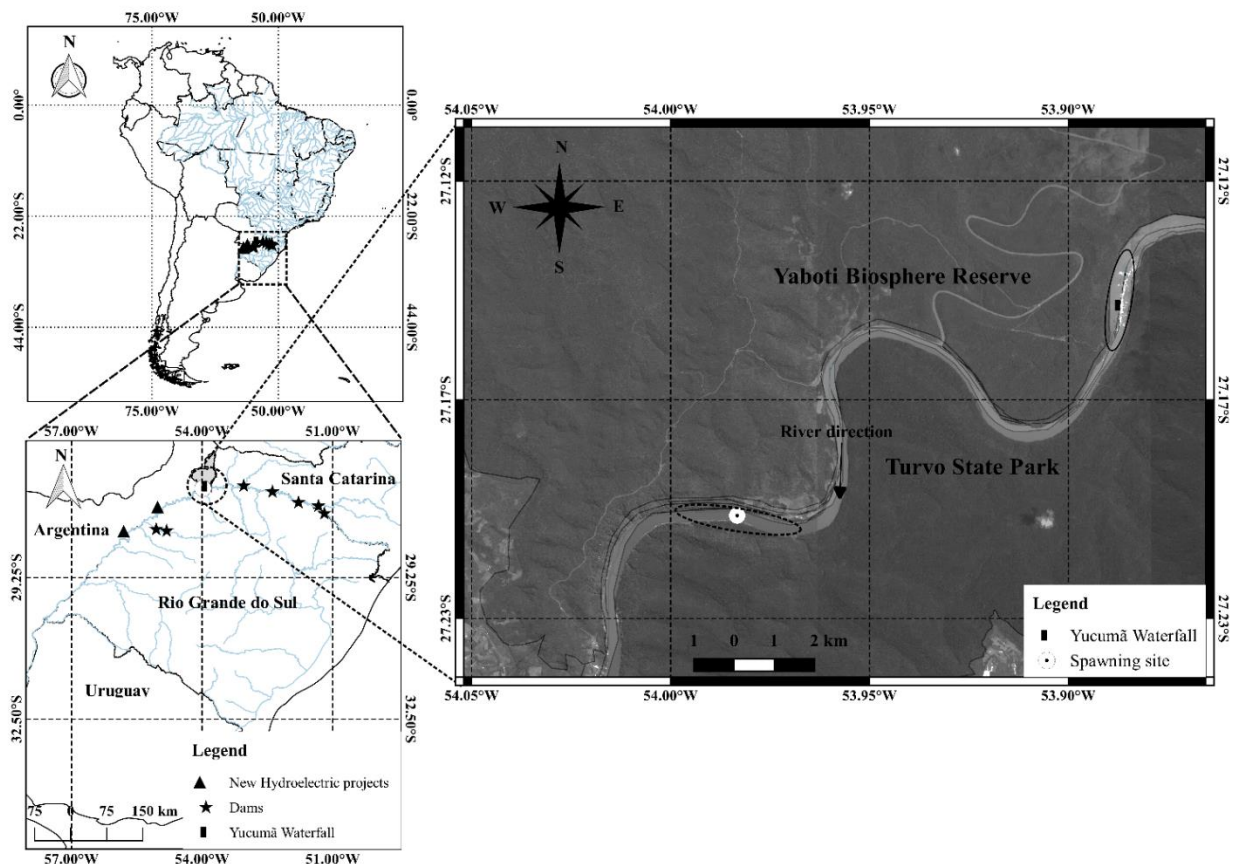 75.00°W 50.00°W
N
0.00° 0.00°
22.00°S 22.00°S
44.00°S 44.00°S
75.00°W 50.00°W
57.00°W 54.00°W 51.00°W
N
Santa Catarina
Argentina
29.25°S 29.25°S
Rio Grande do Sul
Uruguay
32.50°S 32.50°S
Legend
New Hydroelectric projects
Dams
Yucumã Waterfall
75 0 75 150 km
57.00°W 54.00°W 51.00°W
54.05°W 54.00°W 53.95°W 53.90°W
27.12°S 27.12°S
N
W E
S
Yaboti Biosphere Reserve
27.17°S 27.17°S
River direction
Turvo State Park
27.23°S 27.23°S
Legend
Yucumã Waterfall
Spawning site
1 0 1 2 km
54.05°W 54.00°W 53.95°W 53.90°W